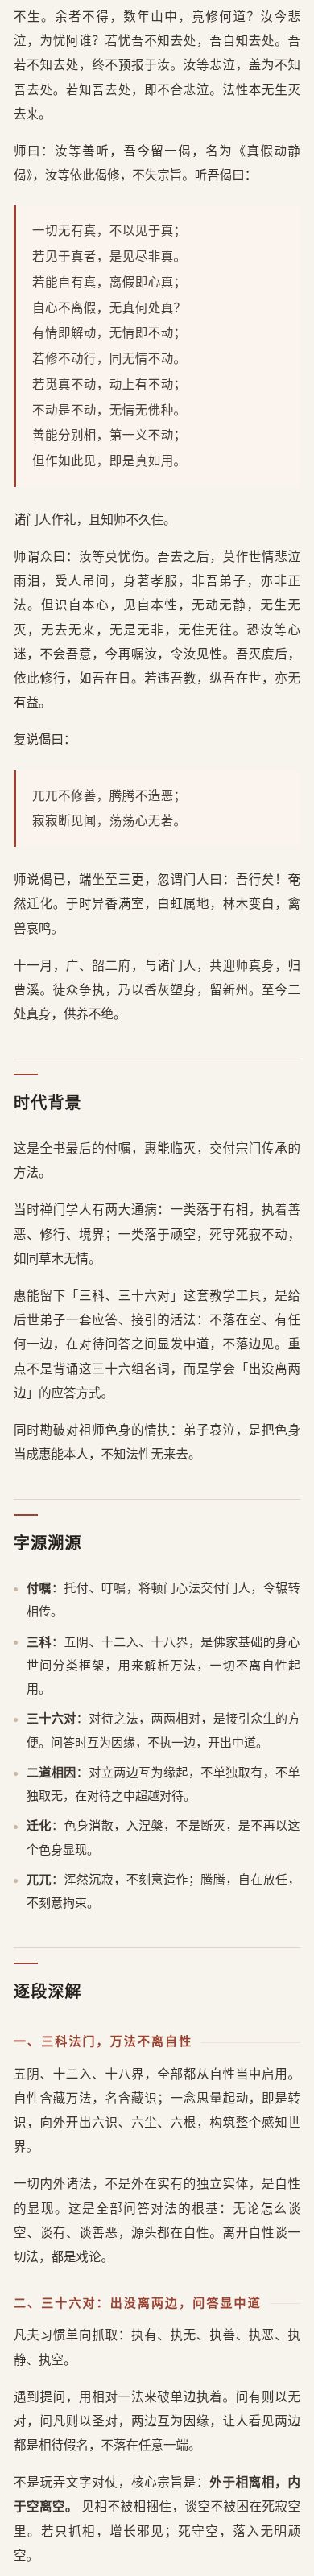 不生。余者不得，数年山中，竟修何道？汝今悲
泣，为忧阿谁？若忧吾不知去处，吾自知去处。吾
若不知去处，终不预报于汝。汝等悲泣，盖为不知
吾去处。若知吾去处，即不合悲泣。法性本无生灭
去来。
师曰：汝等善听，吾今留一偈，名为《真假动静
偈》，汝等依此偈修，不失宗旨。听吾偈曰：
一切无有真，不以见于真；
若见于真者，是见尽非真。
若能自有真，离假即心真；
自心不离假，无真何处真？
有情即解动，无情即不动；
若修不动行，同无情不动。
若觅真不动，动上有不动；
不动是不动，无情无佛种。
善能分别相，第一义不动；
但作如此见，即是真如用。
诸门人作礼，且知师不久住。
师谓众曰：汝等莫忧伤。吾去之后，莫作世情悲泣
雨泪，受人吊问，身著孝服，非吾弟子，亦非正
法。但识自本心，见自本性，无动无静，无生无
灭，无去无来，无是无非，无住无往。恐汝等心
迷，不会吾意，今再嘱汝，令汝见性。吾灭度后，
依此修行，如吾在日。若违吾教，纵吾在世，亦无
有益。
复说偈曰：
兀兀不修善，腾腾不造恶；
寂寂断见闻，荡荡心无著。
师说偈已，端坐至三更，忽谓门人曰：吾行矣！奄
然迁化。于时异香满室，白虹属地，林木变白，禽
兽哀鸣。
十一月，广、韶二府，与诸门人，共迎师真身，归
曹溪。徒众争执，乃以香灰塑身，留新州。至今二
处真身，供养不绝。
时代背景
这是全书最后的付嘱，惠能临灭，交付宗门传承的
方法。
当时禅门学人有两大通病：一类落于有相，执着善
恶、修行、境界；一类落于顽空，死守死寂不动，
如同草木无情。
惠能留下「三科、三十六对」这套教学工具，是给
后世弟子一套应答、接引的活法：不落在空、有任
何一边，在对待问答之间显发中道，不落边见。重
点不是背诵这三十六组名词，而是学会「出没离两
边」的应答方式。
同时勘破对祖师色身的情执：弟子哀泣，是把色身
当成惠能本人，不知法性无来去。
字源溯源
付嘱：托付、叮嘱，将顿门心法交付门人，令辗转
相传。
三科：五阴、十二入、十八界，是佛家基础的身心
世间分类框架，用来解析万法，一切不离自性起
用。
三十六对：对待之法，两两相对，是接引众生的方
便。问答时互为因缘，不执一边，开出中道。
二道相因：对立两边互为缘起，不单独取有，不单
独取无，在对待之中超越对待。
迁化：色身消散，入涅槃，不是断灭，是不再以这
个色身显现。
兀兀：浑然沉寂，不刻意造作；腾腾，自在放任，
不刻意拘束。
逐段深解
一、三科法门，万法不离自性
五阴、十二入、十八界，全部都从自性当中启用。
自性含藏万法，名含藏识；一念思量起动，即是转
识，向外开出六识、六尘、六根，构筑整个感知世
界。
一切内外诸法，不是外在实有的独立实体，是自性
的显现。这是全部问答对法的根基：无论怎么谈
空、谈有、谈善恶，源头都在自性。离开自性谈一
切法，都是戏论。
二、三十六对：出没离两边，问答显中道
凡夫习惯单向抓取：执有、执无、执善、执恶、执
静、执空。
遇到提问，用相对一法来破单边执着。问有则以无
对，问凡则以圣对，两边互为因缘，让人看见两边
都是相待假名，不落在任意一端。
不是玩弄文字对仗，核心宗旨是：外于相离相，内
于空离空。 见相不被相捆住，谈空不被困在死寂空
里。若只抓相，增长邪见；死守空，落入无明顽
空。